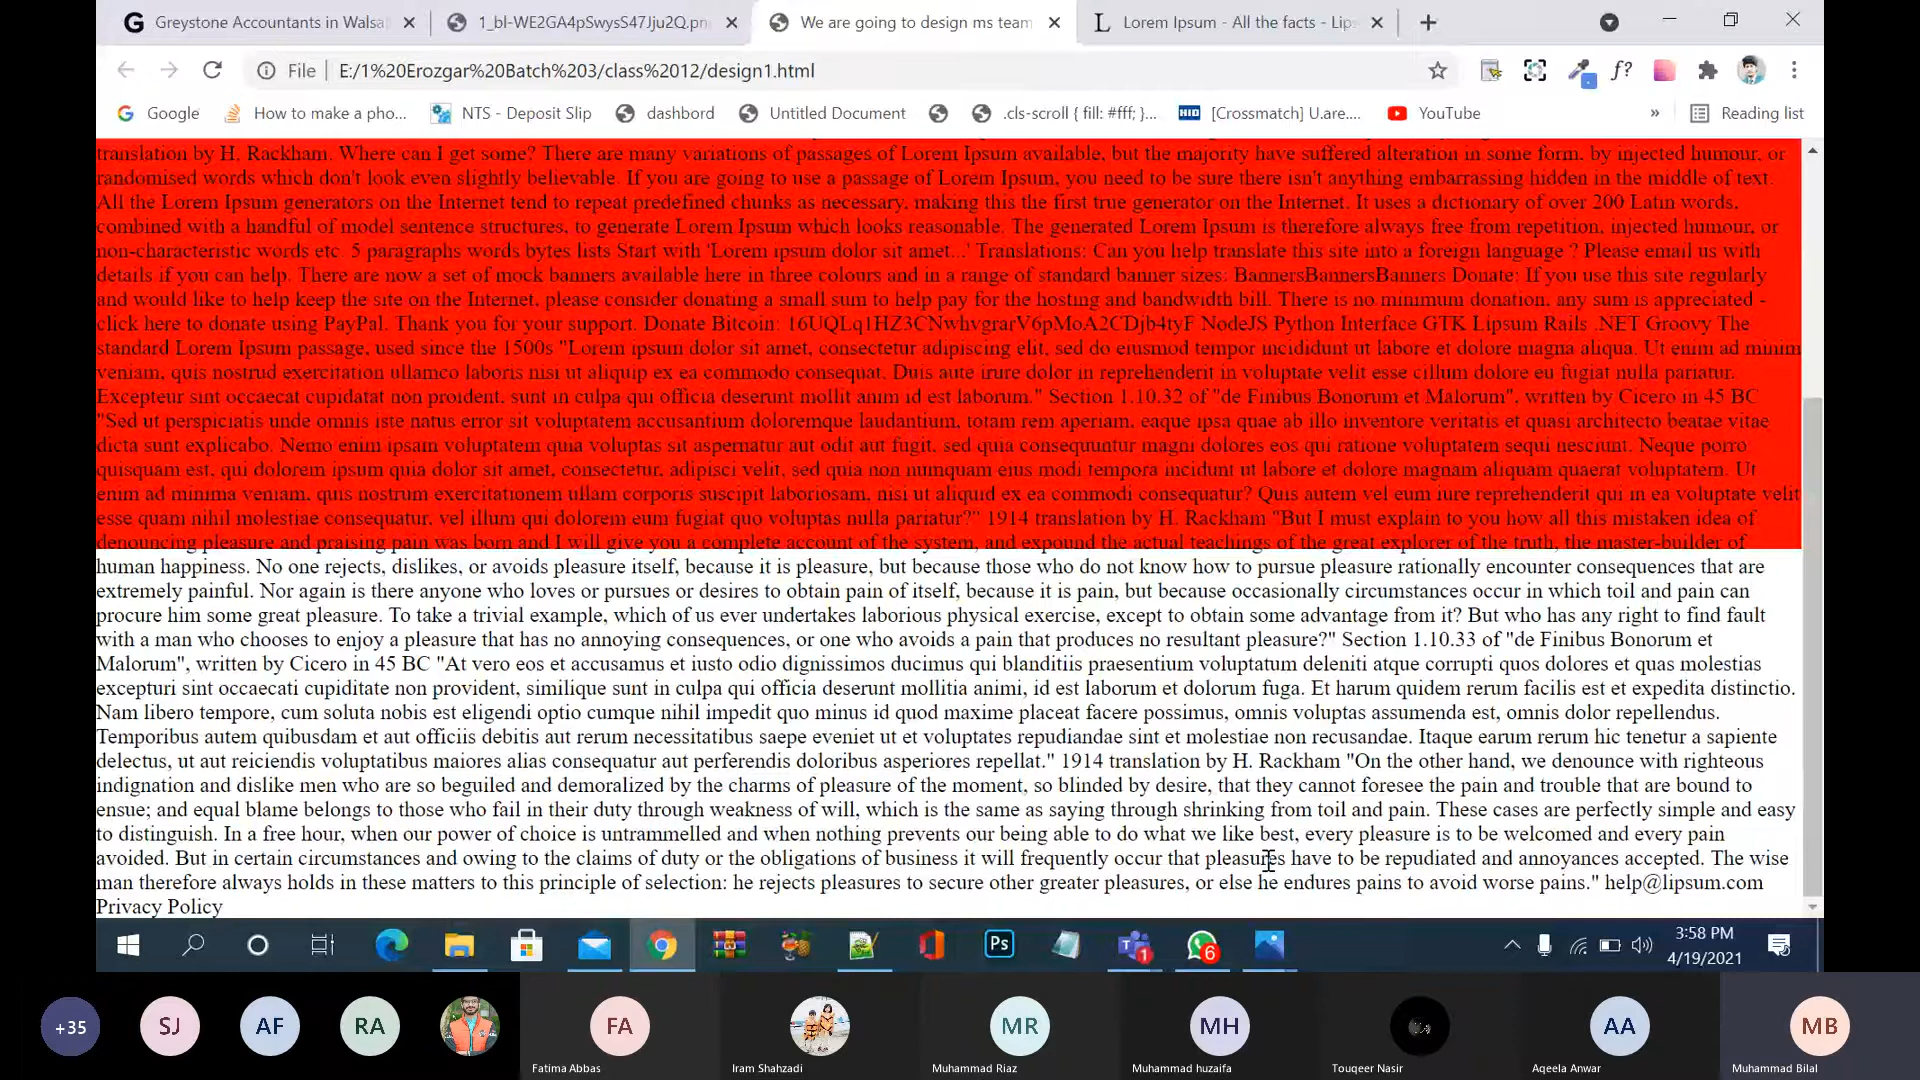 Greystone Accountants in Walsa
1_bl-WE2GA4pSwysS47Jju2Q.pn
We are going to design ms team
Lorem Ipsum - All the facts - Lips
File
E:/1%20Erozgar%20Batch%203/class%2012/design1.html
Google
How to make a pho...
NTS - Deposit Slip
dashbord
Untitled Document
.cls-scroll { fill: #fff; }...
[Crossmatch] U.are....
YouTube
»
Reading list
translation by H. Rackham. Where can I get some? There are many variations of passages of Lorem Ipsum available, but the majority have suffered alteration in some form, by injected humour, or
randomised words which don't look even slightly believable. If you are going to use a passage of Lorem Ipsum, you need to be sure there isn't anything embarrassing hidden in the middle of text.
All the Lorem Ipsum generators on the Internet tend to repeat predefined chunks as necessary, making this the first true generator on the Internet. It uses a dictionary of over 200 Latin words,
combined with a handful of model sentence structures, to generate Lorem Ipsum which looks reasonable. The generated Lorem Ipsum is therefore always free from repetition, injected humour, or
non-characteristic words etc. 5 paragraphs words bytes lists Start with 'Lorem ipsum dolor sit amet...' Translations: Can you help translate this site into a foreign language ? Please email us with
details if you can help. There are now a set of mock banners available here in three colours and in a range of standard banner sizes: BannersBannersBanners Donate: If you use this site regularly
and would like to help keep the site on the Internet, please consider donating a small sum to help pay for the hosting and bandwidth bill. There is no minimum donation, any sum is appreciated -
click here to donate using PayPal. Thank you for your support. Donate Bitcoin: 16UQLq1HZ3CNwhvgrarV6pMoA2CDjb4tyF NodeJS Python Interface GTK Lipsum Rails .NET Groovy The
standard Lorem Ipsum passage, used since the 1500s "Lorem ipsum dolor sit amet, consectetur adipiscing elit, sed do eiusmod tempor incididunt ut labore et dolore magna aliqua. Ut enim ad minim
veniam, quis nostrud exercitation ullamco laboris nisi ut aliquip ex ea commodo consequat. Duis aute irure dolor in reprehenderit in voluptate velit esse cillum dolore eu fugiat nulla pariatur.
Excepteur sint occaecat cupidatat non proident, sunt in culpa qui officia deserunt mollit anim id est laborum." Section 1.10.32 of "de Finibus Bonorum et Malorum", written by Cicero in 45 BC
"Sed ut perspiciatis unde omnis iste natus error sit voluptatem accusantium doloremque laudantium, totam rem aperiam, eaque ipsa quae ab illo inventore veritatis et quasi architecto beatae vitae
dicta sunt explicabo. Nemo enim ipsam voluptatem quia voluptas sit aspernatur aut odit aut fugit, sed quia consequuntur magni dolores eos qui ratione voluptatem sequi nesciunt. Neque porro
quisquam est, qui dolorem ipsum quia dolor sit amet, consectetur, adipisci velit, sed quia non numquam eius modi tempora incidunt ut labore et dolore magnam aliquam quaerat voluptatem. Ut
enim ad minima veniam, quis nostrum exercitationem ullam corporis suscipit laboriosam, nisi ut aliquid ex ea commodi consequatur? Quis autem vel eum iure reprehenderit qui in ea voluptate velit
esse quam nihil molestiae consequatur, vel illum qui dolorem eum fugiat quo voluptas nulla pariatur?" 1914 translation by H. Rackham "But I must explain to you how all this mistaken idea of
denouncing pleasure and praising pain was born and I will give you a complete account of the system, and expound the actual teachings of the great explorer of the truth, the master-builder of
human happiness. No one rejects, dislikes, or avoids pleasure itself, because it is pleasure, but because those who do not know how to pursue pleasure rationally encounter consequences that are
extremely painful. Nor again is there anyone who loves or pursues or desires to obtain pain of itself, because it is pain, but because occasionally circumstances occur in which toil and pain can
procure him some great pleasure. To take a trivial example, which of us ever undertakes laborious physical exercise, except to obtain some advantage from it? But who has any right to find fault
with a man who chooses to enjoy a pleasure that has no annoying consequences, or one who avoids a pain that produces no resultant pleasure?" Section 1.10.33 of "de Finibus Bonorum et
Malorum", written by Cicero in 45 BC "At vero eos et accusamus et iusto odio dignissimos ducimus qui blanditiis praesentium voluptatum deleniti atque corrupti quos dolores et quas molestias
excepturi sint occaecati cupiditate non provident, similique sunt in culpa qui officia deserunt mollitia animi, id est laborum et dolorum fuga. Et harum quidem rerum facilis est et expedita distinctio.
Nam libero tempore, cum soluta nobis est eligendi optio cumque nihil impedit quo minus id quod maxime placeat facere possimus, omnis voluptas assumenda est, omnis dolor repellendus.
Temporibus autem quibusdam et aut officiis debitis aut rerum necessitatibus saepe eveniet ut et voluptates repudiandae sint et molestiae non recusandae. Itaque earum rerum hic tenetur a sapiente
delectus, ut aut reiciendis voluptatibus maiores alias consequatur aut perferendis doloribus asperiores repellat." 1914 translation by H. Rackham "On the other hand, we denounce with righteous
indignation and dislike men who are so beguiled and demoralized by the charms of pleasure of the moment, so blinded by desire, that they cannot foresee the pain and trouble that are bound to
ensue; and equal blame belongs to those who fail in their duty through weakness of will, which is the same as saying through shrinking from toil and pain. These cases are perfectly simple and easy
to distinguish. In a free hour, when our power of choice is untrammelled and when nothing prevents our being able to do what we like best, every pleasure is to be welcomed and every pain
avoided. But in certain circumstances and owing to the claims of duty or the obligations of business it will frequently occur that pleasures have to be repudiated and annoyances accepted. The wise
man therefore always holds in these matters to this principle of selection: he rejects pleasures to secure other greater pleasures, or else he endures pains to avoid worse pains." help@lipsum.com
Privacy Policy
Ps
1
6
3:58 PM
4/19/2021
+35
SJ
AF
RA
FA
Fatima Abbas
Iram Shahzadi
MR
Muhammad Riaz
MH
Muhammad huzaifa
Touqeer Nasir
AA
Aqeela Anwar
MB
Muhammad Bilal